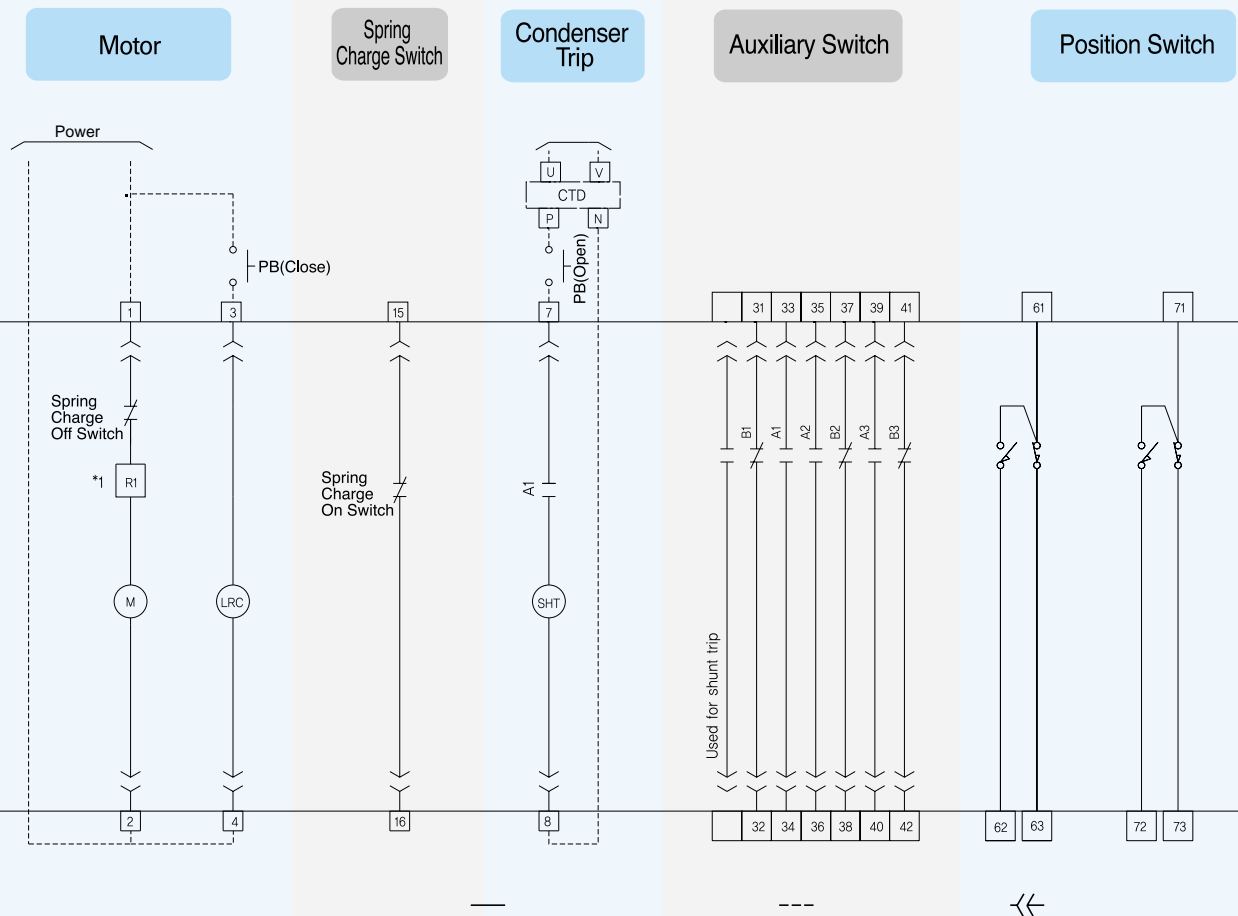 Motor
Spring
Charge Switch
Condenser
Trip
Auxiliary Switch
Position Switch
Power
U
V
CTD
P
N
PB(Close)
PB(Open)
1
3
15
7
31
33
35
37
39
41
61
71
Spring
Charge
Off Switch
*1
R1
Spring
Charge
On Switch
A1
B1
A1
A2
B2
A3
B3
M
LRC
SHT
Used for shunt trip
2
4
16
8
32
34
36
38
40
42
62
63
72
73